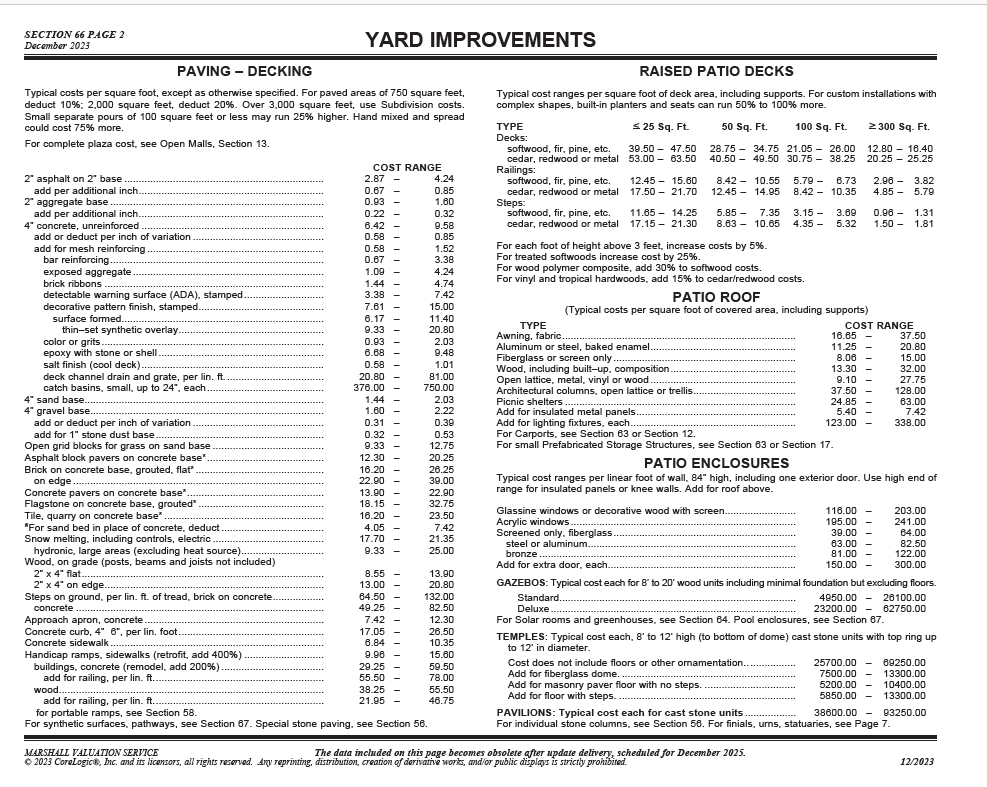 SECTION 66 PAGE 2
December 2023
YARD IMPROVEMENTS
PAVING – DECKING
Typical costs per square foot, except as otherwise specified. For paved areas of 750 square feet,
deduct 10%; 2,000 square feet, deduct 20%. Over 3,000 square feet, use Subdivision costs.
Small separate pours of 100 square feet or less may run 25% higher. Hand mixed and spread
could cost 75% more.
For complete plaza cost, see Open Malls, Section 13.
COST RANGE
2" asphalt on 2" base 2.87 – 4.24
add per additional inch 0.67 – 0.85
2" aggregate base 0.93 – 1.60
add per additional inch 0.22 – 0.32
4" concrete, unreinforced 6.42 – 9.58
add or deduct per inch of variation 0.58 – 0.85
add for mesh reinforcing 0.58 – 1.52
bar reinforcing 0.67 – 3.38
exposed aggregate 1.09 – 4.24
brick ribbons 1.44 – 4.74
detectable warning surface (ADA), stamped 3.38 – 7.42
decorative pattern finish, stamped 7.61 – 15.00
surface formed 6.17 – 11.40
thin–set synthetic overlay 9.33 – 20.80
color or grits 0.93 – 2.03
epoxy with stone or shell 6.68 – 9.48
salt finish (cool deck) 0.58 – 1.01
deck channel drain and grate, per lin. ft. 20.80 – 81.00
catch basins, small, up to 24", each 376.00 – 750.00
4" sand base 1.44 – 2.03
4" gravel base 1.60 – 2.22
add or deduct per inch of variation 0.31 – 0.39
add for 1" stone dust base 0.32 – 0.53
Open grid blocks for grass on sand base 9.33 – 12.75
Asphalt block pavers on concrete base* 12.30 – 20.25
Brick on concrete base, grouted, flat* 16.20 – 26.25
on edge 22.90 – 39.00
Concrete pavers on concrete base* 13.90 – 22.90
Flagstone on concrete base, grouted* 18.15 – 32.75
Tile, quarry on concrete base* 16.20 – 23.50
*For sand bed in place of concrete, deduct 4.05 – 7.42
Snow melting, including controls, electric 17.70 – 21.35
hydronic, large areas (excluding heat source) 9.33 – 25.00
Wood, on grade (posts, beams and joists not included)
2" x 4" flat 8.55 – 13.90
2" x 4" on edge 13.00 – 20.80
Steps on ground, per lin. ft. of tread, brick on concrete 64.50 – 132.00
concrete 49.25 – 82.50
Approach apron, concrete 7.42 – 12.30
Concrete curb, 4" 6", per lin. foot 17.05 – 26.50
Concrete sidewalk 6.84 – 10.35
Handicap ramps, sidewalks (retrofit, add 400%) 9.96 – 15.60
buildings, concrete (remodel, add 200%) 29.25 – 59.50
add for railing, per lin. ft. 55.50 – 78.00
wood 38.25 – 55.50
add for railing, per lin. ft. 21.95 – 46.75
for portable ramps, see Section 58.
For synthetic surfaces, pathways, see Section 67. Special stone paving, see Section 56.
RAISED PATIO DECKS
Typical cost ranges per square foot of deck area, including supports. For custom installations with
complex shapes, built-in planters and seats can run 50% to 100% more.
TYPE ≤ 25 Sq. Ft. 50 Sq. Ft. 100 Sq. Ft. ≥ 300 Sq. Ft.
Decks:
softwood, fir, pine, etc. 39.50 – 47.50 28.75 – 34.75 21.05 – 26.00 12.80 – 16.40
cedar, redwood or metal 53.00 – 63.50 40.50 – 49.50 30.75 – 38.25 20.25 – 25.25
Railings:
softwood, fir, pine, etc. 12.45 – 15.60 8.42 – 10.55 5.79 – 6.73 2.96 – 3.82
cedar, redwood or metal 17.50 – 21.70 12.45 – 14.95 8.42 – 10.35 4.85 – 5.79
Steps:
softwood, fir, pine, etc. 11.65 – 14.25 5.85 – 7.35 3.15 – 3.69 0.96 – 1.31
cedar, redwood or metal 17.15 – 21.30 8.63 – 10.65 4.35 – 5.32 1.50 – 1.81
For each foot of height above 3 feet, increase costs by 5%.
For treated softwoods increase cost by 25%.
For wood polymer composite, add 30% to softwood costs.
For vinyl and tropical hardwoods, add 15% to cedar/redwood costs.
PATIO ROOF
(Typical costs per square foot of covered area, including supports)
TYPE COST RANGE
Awning, fabric 16.65 – 37.50
Aluminum or steel, baked enamel 11.25 – 20.80
Fiberglass or screen only 8.06 – 15.00
Wood, including built–up, composition 13.30 – 32.00
Open lattice, metal, vinyl or wood 9.10 – 27.75
Architectural columns, open lattice or trellis 37.50 – 128.00
Picnic shelters 24.85 – 63.00
Add for insulated metal panels 5.40 – 7.42
Add for lighting fixtures, each 123.00 – 338.00
For Carports, see Section 63 or Section 12.
For small Prefabricated Storage Structures, see Section 63 or Section 17.
PATIO ENCLOSURES
Typical cost ranges per linear foot of wall, 84" high, including one exterior door. Use high end of
range for insulated panels or knee walls. Add for roof above.
Glassine windows or decorative wood with screen 116.00 – 203.00
Acrylic windows 195.00 – 241.00
Screened only, fiberglass 39.00 – 64.00
steel or aluminum 63.00 – 82.50
bronze 81.00 – 122.00
Add for extra door, each 150.00 – 300.00
GAZEBOS: Typical cost each for 8' to 20' wood units including minimal foundation but excluding floors.
Standard 4950.00 – 26100.00
Deluxe 23200.00 – 62750.00
For Solar rooms and greenhouses, see Section 64. Pool enclosures, see Section 67.
TEMPLES: Typical cost each, 8' to 12' high (to bottom of dome) cast stone units with top ring up
to 12' in diameter.
Cost does not include floors or other ornamentation 25700.00 – 69250.00
Add for fiberglass dome. 7500.00 – 13300.00
Add for masonry paver floor with no steps. 5200.00 – 10400.00
Add for floor with steps. 5850.00 – 13300.00
PAVILIONS: Typical cost each for cast stone units 38600.00 – 93250.00
For individual stone columns, see Section 56. For finials, urns, statuaries, see Page 7.
MARSHALL VALUATION SERVICE
The data included on this page becomes obsolete after update delivery, scheduled for December 2025.
© 2023 CoreLogic®, Inc. and its licensors, all rights reserved. Any reprinting, distribution, creation of derivative works, and/or public displays is strictly prohibited.
12/2023